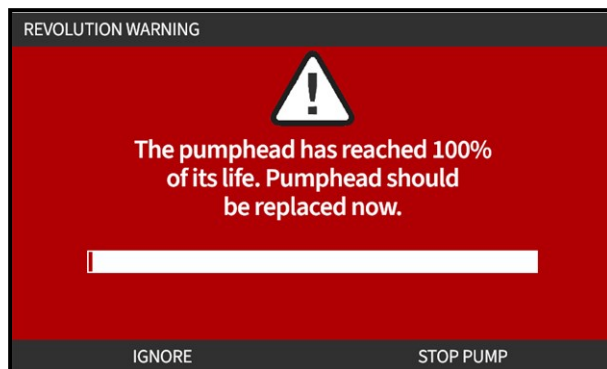 REVOLUTION WARNING
!
The pumphead has reached 100%
of its life. Pumphead should
be replaced now.
IGNORE
STOP PUMP